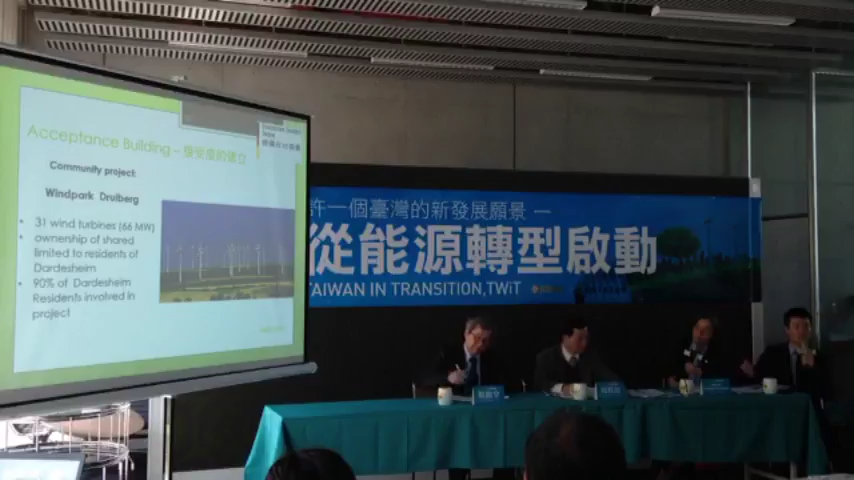 Acceptance Building – 接受度的建立
Community project:
Windpark Druiberg
• 31 wind turbines (66 MW)
• ownership of shared
limited to residents of
Dardesheim
• 90% of Dardesheim
Residents involved in
project
許一個臺灣的新發展願景 一
從能源轉型啟動
TAIWAN IN TRANSITION, TWiT